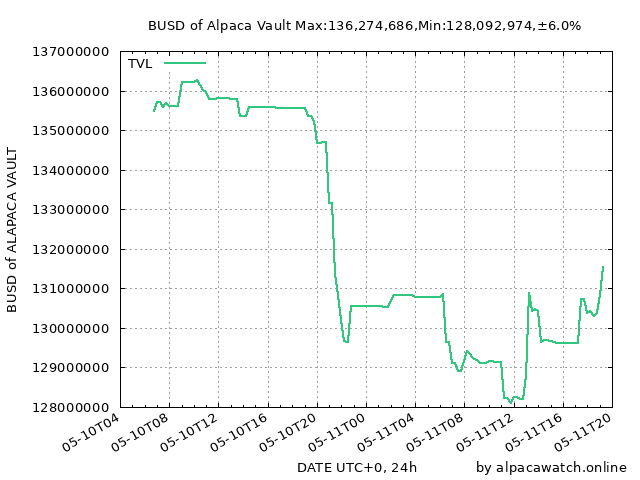 BUSD of Alpaca Vault Max:136,274,686,Min:128,092,974,±6.0%
TVL
137000000
136000000
135000000
134000000
133000000
132000000
131000000
130000000
129000000
128000000
BUSD of ALAPACA VAULT
05-10T04
05-10T08
05-10T12
05-10T16
05-10T20
05-11T00
05-11T04
05-11T08
05-11T12
05-11T16
05-11T20
DATE UTC+0, 24h
by alpacawatch.online